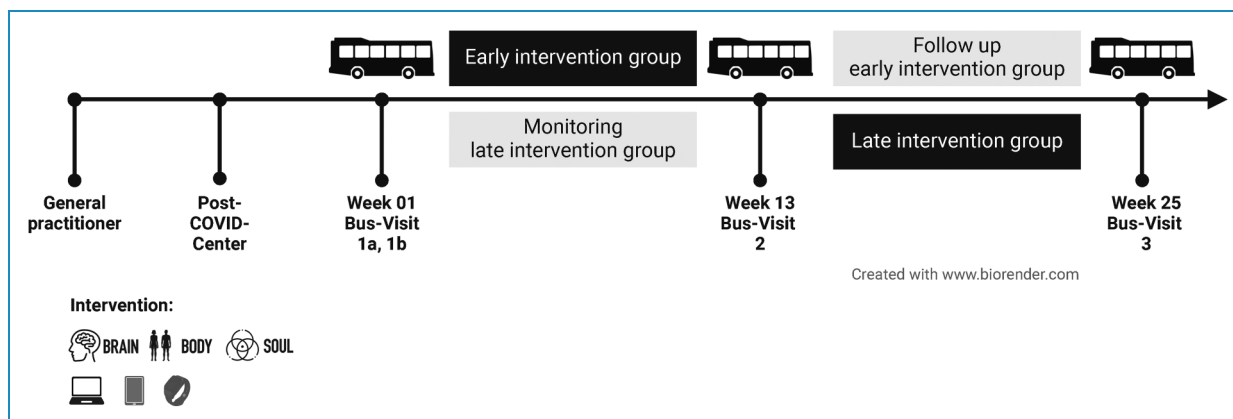 Early intervention group
Follow up
early intervention group
Monitoring
late intervention group
Late intervention group
General
practitioner
Post-
COVID-
Center
Week 01
Bus-Visit
1a, 1b
Week 13
Bus-Visit
2
Week 25
Bus-Visit
3
Created with www.biorender.com
Intervention:
BRAIN BODY SOUL